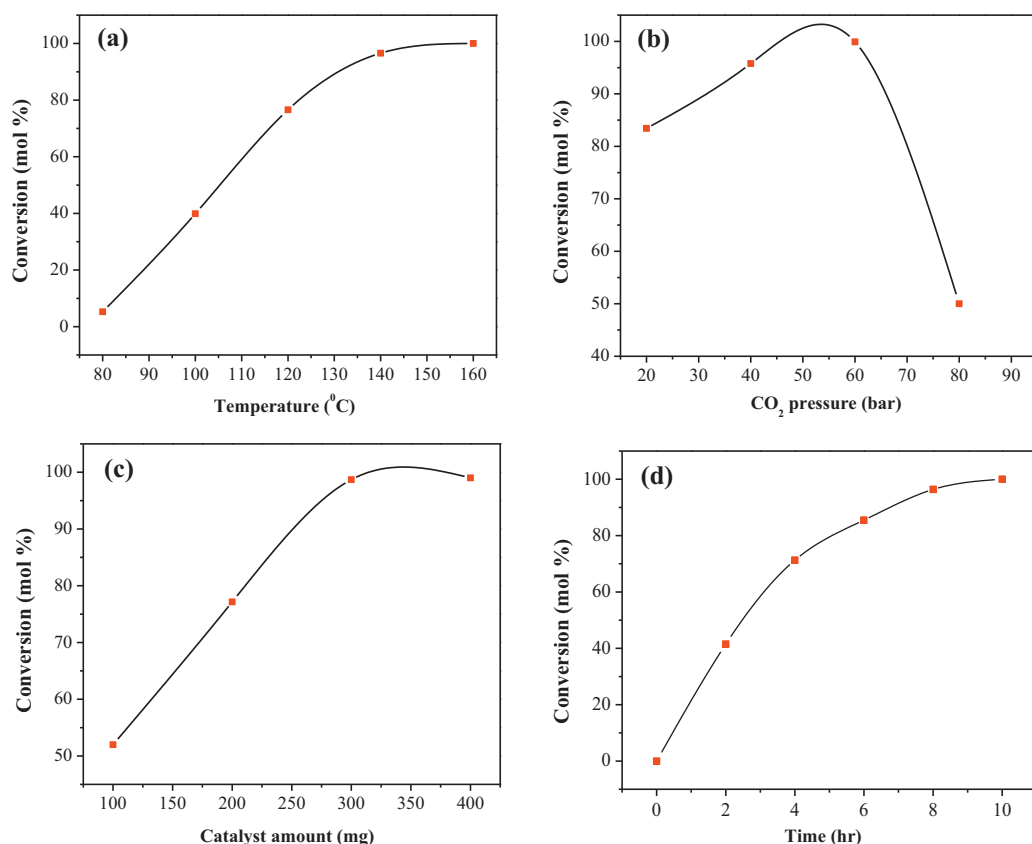 (a)
Conversion (mol %)
100
80
60
40
20
0
80 90 100 110 120 130 140 150 160
Temperature (⁰C)
(b)
Conversion (mol %)
100
90
80
70
60
50
40
20 30 40 50 60 70 80 90
CO₂ pressure (bar)
(c)
Conversion (mol %)
100
90
80
70
60
50
100 150 200 250 300 350 400
Catalyst amount (mg)
(d)
Conversion (mol %)
100
80
60
40
20
0
0 2 4 6 8 10
Time (hr)